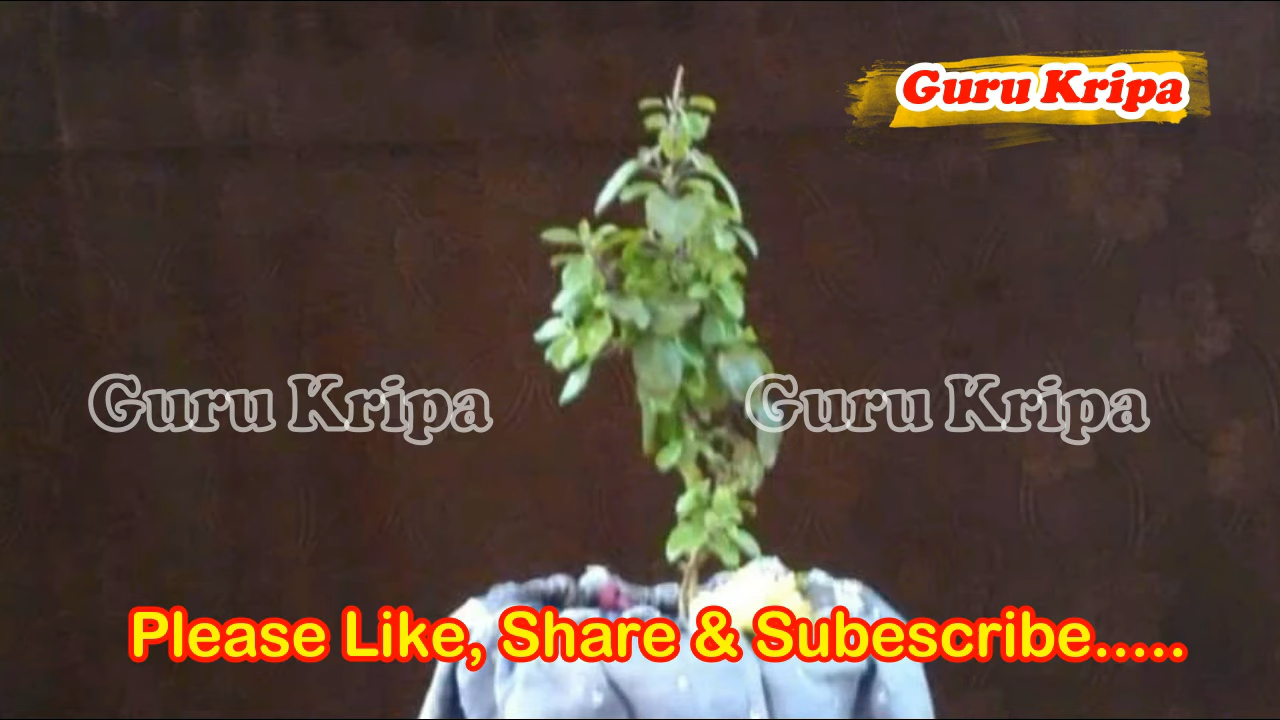 Guru Kripa
Guru Kripa Guru Kripa
Please Like, Share & Subescribe.....